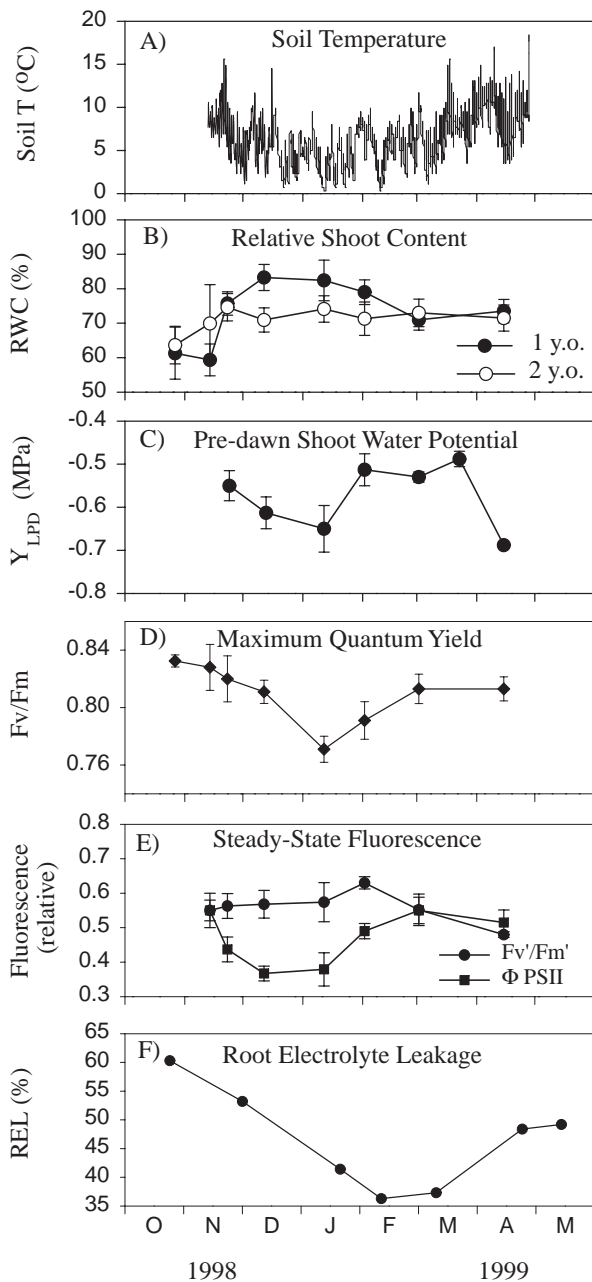 A) Soil Temperature
Soil T (°C)
20
15
10
5
0
B) Relative Shoot Content
RWC (%)
100
90
80
70
60
50
1 y.o.
2 y.o.
C) Pre-dawn Shoot Water Potential
Y_LPD (MPa)
-0.4
-0.5
-0.6
-0.7
-0.8
D) Maximum Quantum Yield
Fv/Fm
0.84
0.80
0.76
E) Steady-State Fluorescence
Fluorescence
(relative)
0.8
0.7
0.6
0.5
0.4
0.3
Fv'/Fm'
Φ PSII
F) Root Electrolyte Leakage
REL (%)
65
60
55
50
45
40
35
O N D J F M A M
1998 1999